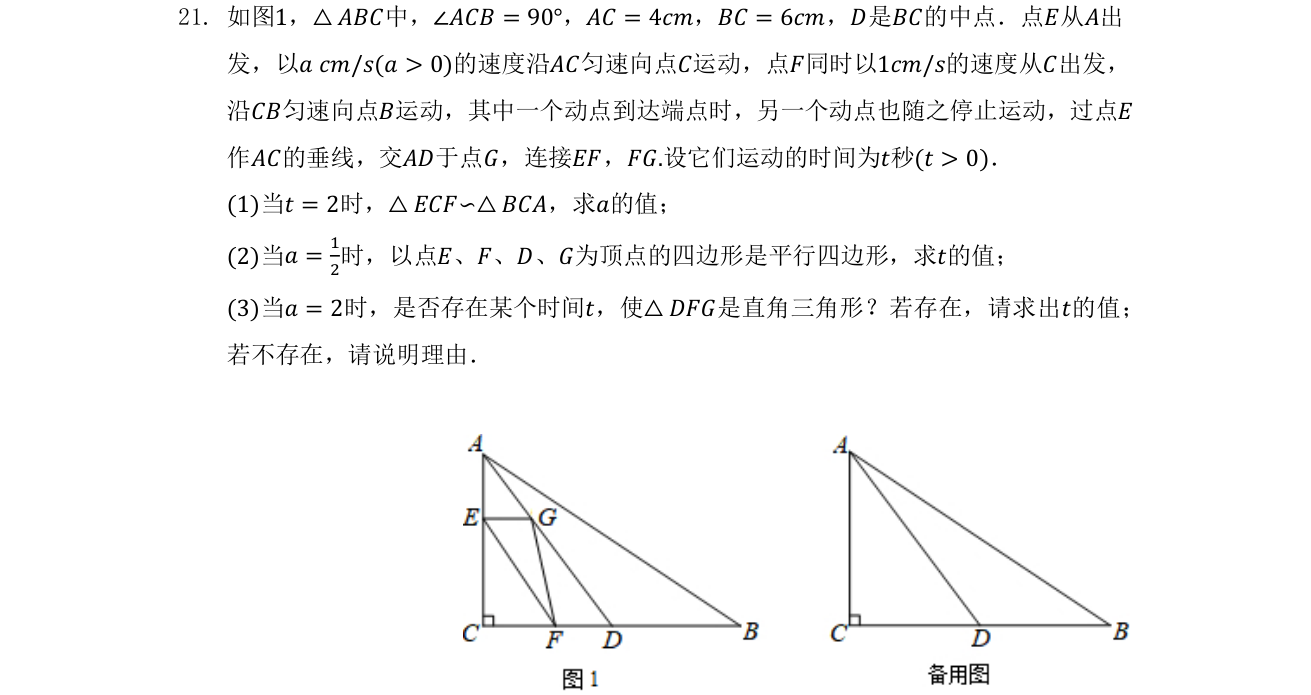 21. 如图1，△ ABC中，∠ACB = 90°，AC = 4cm，BC = 6cm，D是BC的中点．点E从A出
发，以a cm/s(a > 0)的速度沿AC匀速向点C运动，点F同时以1cm/s的速度从C出发，
沿CB匀速向点B运动，其中一个动点到达端点时，另一个动点也随之停止运动，过点E
作AC的垂线，交AD于点G，连接EF，FG.设它们运动的时间为t秒(t > 0)．
(1)当t = 2时，△ ECF∽△ BCA，求a的值；
(2)当a = 1/2时，以点E、F、D、G为顶点的四边形是平行四边形，求t的值；
(3)当a = 2时，是否存在某个时间t，使△ DFG是直角三角形？若存在，请求出t的值；
若不存在，请说明理由．
A
E G
C F D B
图1
A
C D B
备用图